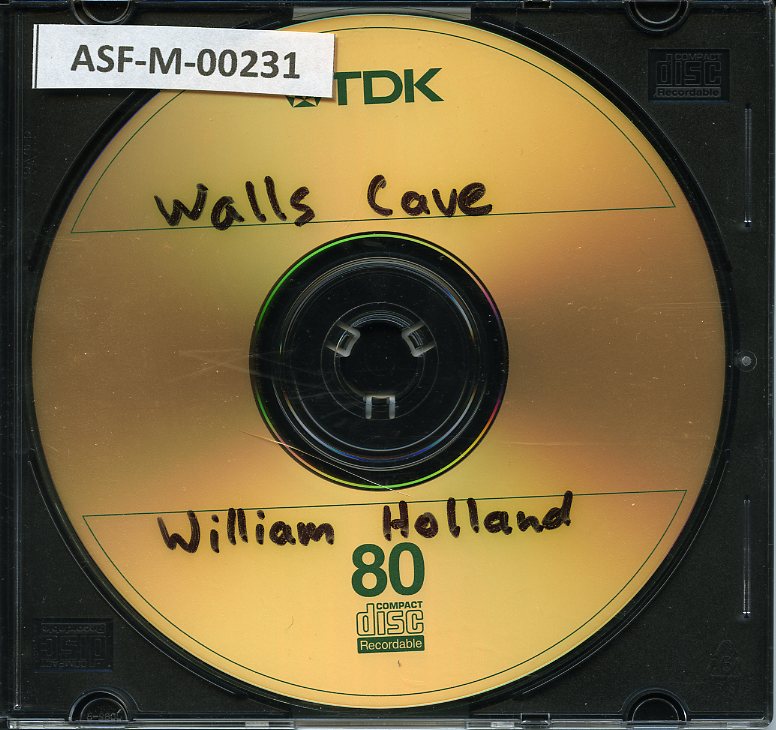 ASF-M-00231
TDK
COMPACT
disc
Recordable
Walls Cave
William Holland
80
COMPACT
disc
Recordable